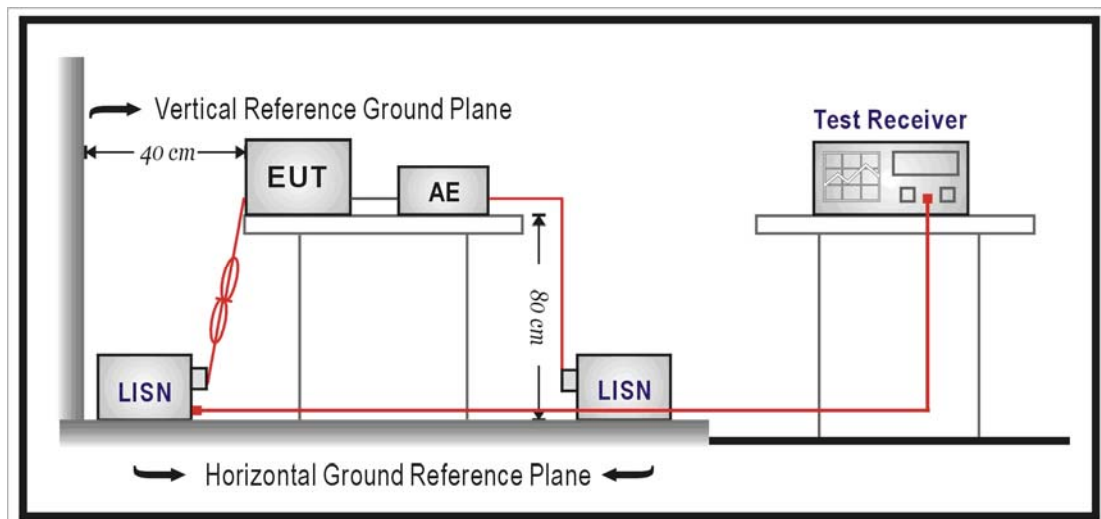 Vertical Reference Ground Plane
Test Receiver
40 cm
EUT
AE
80 cm
LISN
LISN
Horizontal Ground Reference Plane